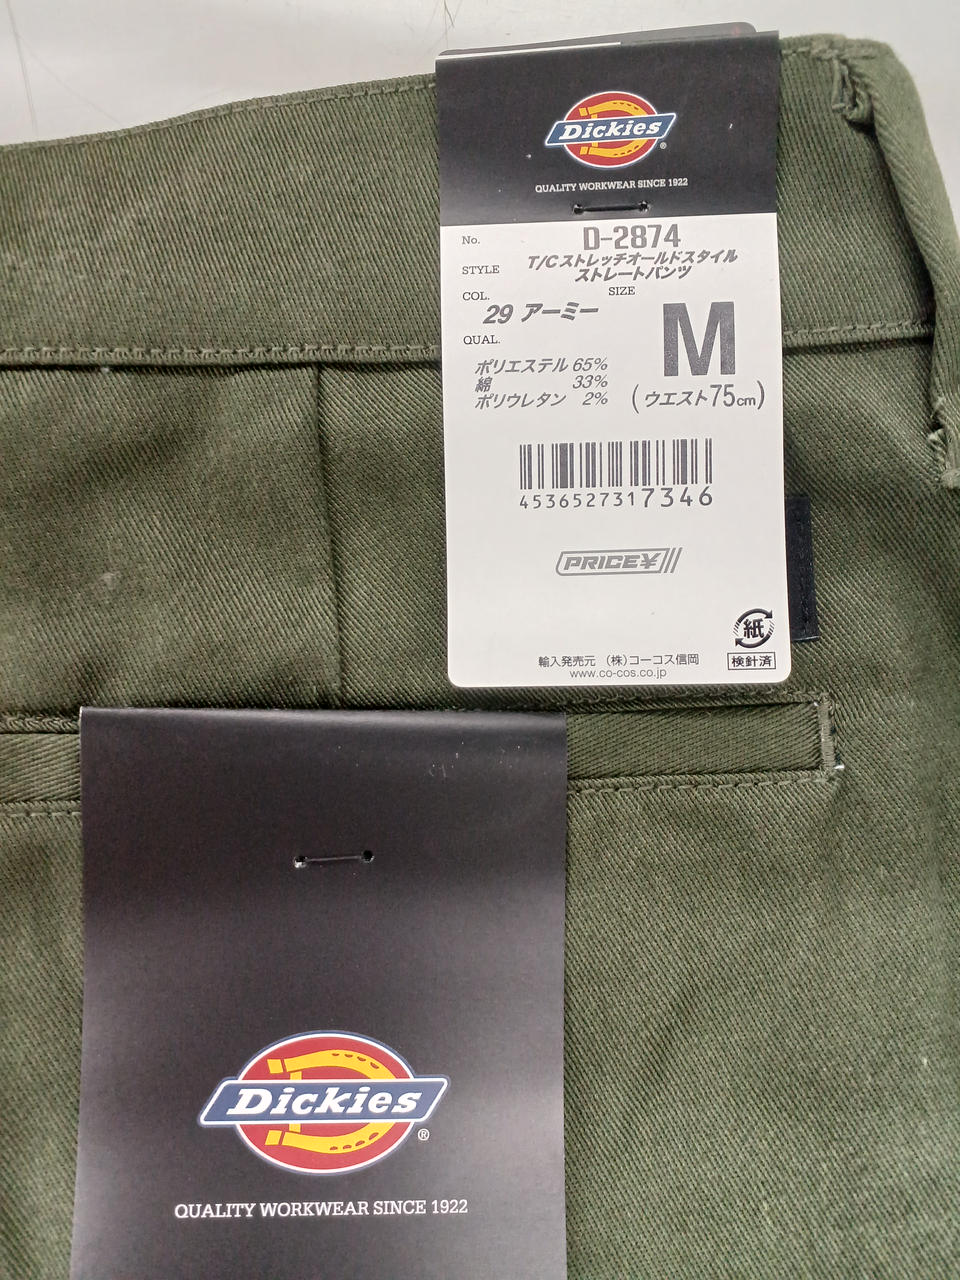 Dickies®
QUALITY WORKWEAR SINCE 1922
No. D-2874
STYLE T/Cストレッチオールドスタイル
ストレートパンツ
COL. 29 アーミー
SIZE M
(ウエスト75cm)
QUAL.
ポリエステル 65%
綿 33%
ポリウレタン 2%
4536527317346
PRICE¥
紙
検針済
輸入発売元 (株)コーコス信岡
www.co-cos.co.jp
Dickies®
QUALITY WORKWEAR SINCE 1922